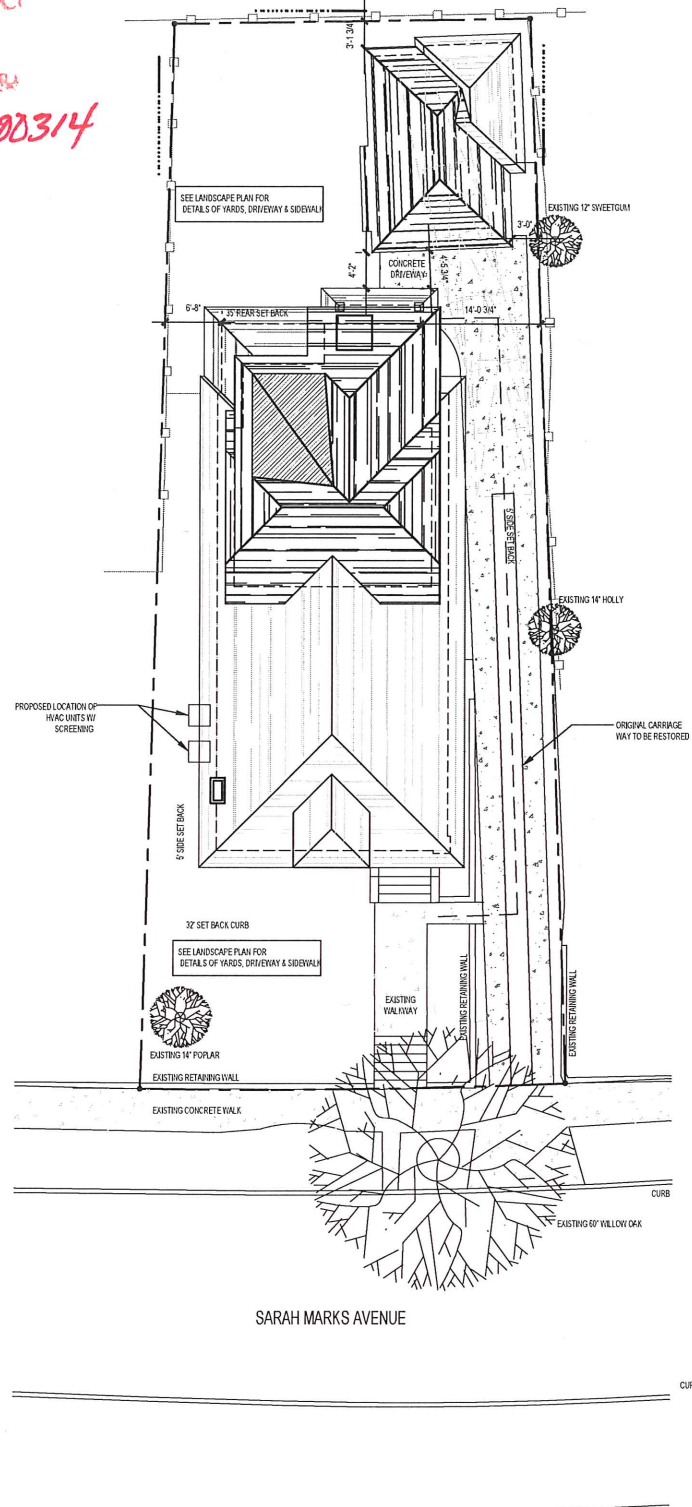 00314
3'-1 3/4"
SEE LANDSCAPE PLAN FOR
DETAILS OF YARDS, DRIVEWAY & SIDEWALK
EXISTING 12" SWEETGUM
3'-0"
CONCRETE
DRIVEWAY
4'-2"
4'-5 3/4"
6'-8"
35' REAR SET BACK
14'-0 3/4"
5' SIDE SET BACK
EXISTING 14" HOLLY
PROPOSED LOCATION OF
HVAC UNITS W/
SCREENING
ORIGINAL CARRIAGE
WAY TO BE RESTORED
5' SIDE SET BACK
32' SET BACK CURB
SEE LANDSCAPE PLAN FOR
DETAILS OF YARDS, DRIVEWAY & SIDEWALK
EXISTING
WALKWAY
EXISTING RETAINING WALL
EXISTING RETAINING WALL
EXISTING 14" POPLAR
EXISTING RETAINING WALL
EXISTING CONCRETE WALK
CURB
EXISTING 60" WILLOW OAK
SARAH MARKS AVENUE
CUR